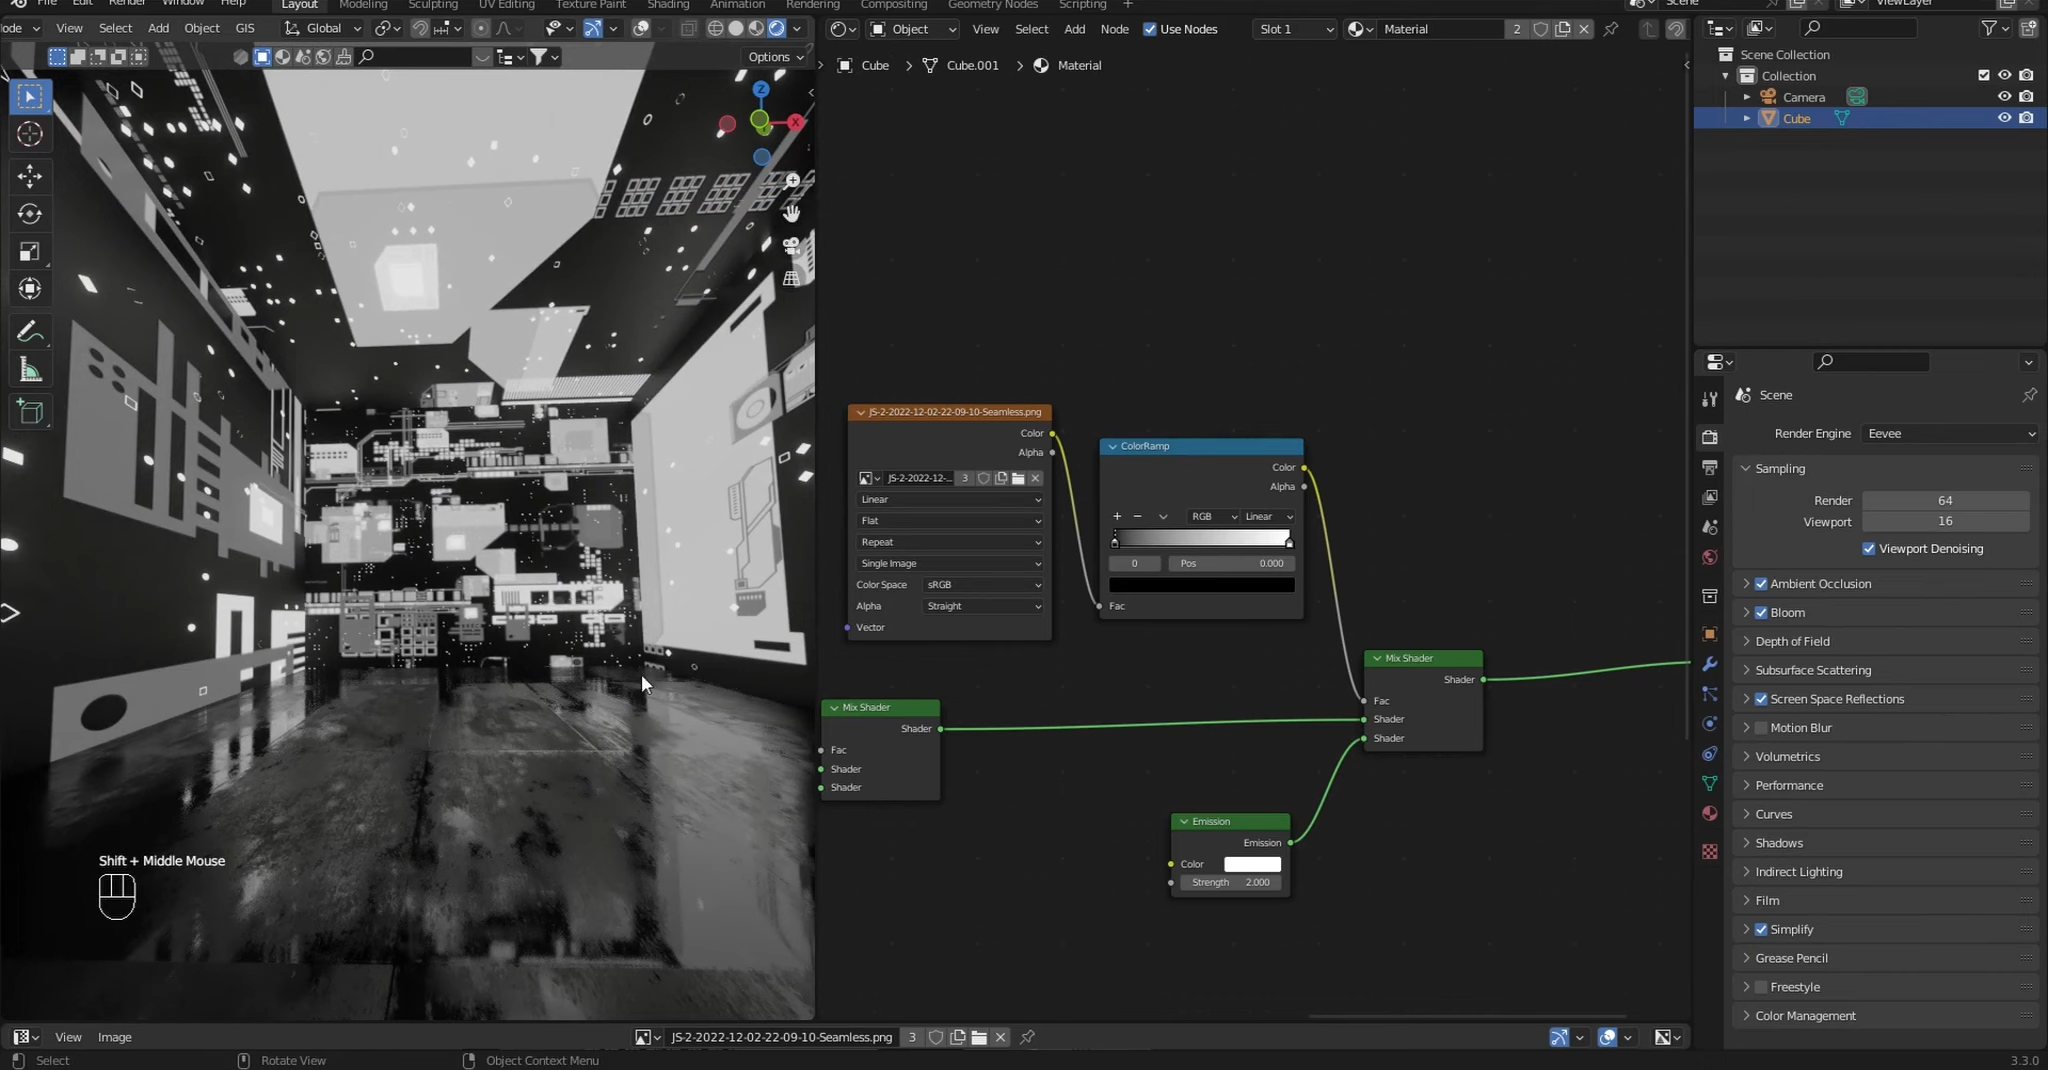 File Edit Render Window Help Layout Modeling Sculpting UV Editing Texture Paint Shading Animation Rendering Compositing Geometry Nodes Scripting + Scene ViewLayer
ode View Select Add Object GIS Global Object View Select Add Node Use Nodes Slot 1 Material 2
Options
Cube > Cube.001 > Material
Z
X
Scene Collection
Collection
Camera
Cube
JS-2-2022-12-02-22-09-10-Seamless.png
Color
Alpha
JS-2-2022-12-... 3
Linear
Flat
Repeat
Single Image
Color Space sRGB
Alpha Straight
Vector
ColorRamp
Color
Alpha
+ − RGB Linear
0 Pos 0.000
Fac
Mix Shader
Shader
Fac
Shader
Shader
Mix Shader
Shader
Fac
Shader
Shader
Emission
Emission
Color
Strength 2.000
Shift + Middle Mouse
Scene
Render Engine Eevee
Sampling
Render 64
Viewport 16
Viewport Denoising
Ambient Occlusion
Bloom
Depth of Field
Subsurface Scattering
Screen Space Reflections
Motion Blur
Volumetrics
Performance
Curves
Shadows
Indirect Lighting
Film
Simplify
Grease Pencil
Freestyle
Color Management
View Image JS-2-2022-12-02-22-09-10-Seamless.png 3
Select Rotate View Object Context Menu 3.3.0